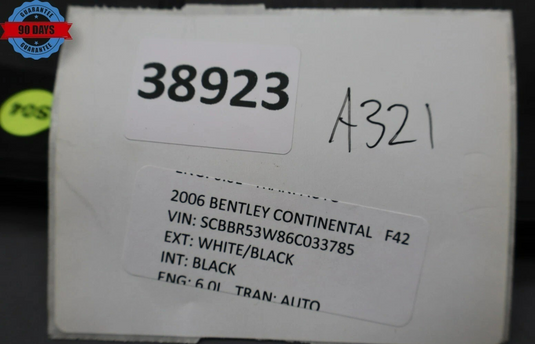 GUARANTEE
90 DAYS
GUARANTEE
38923
A321
2006 BENTLEY CONTINENTAL F42
VIN: SCBBR53W86C033785
EXT: WHITE/BLACK
INT: BLACK
ENG: 6.0L TRAN: AUTO